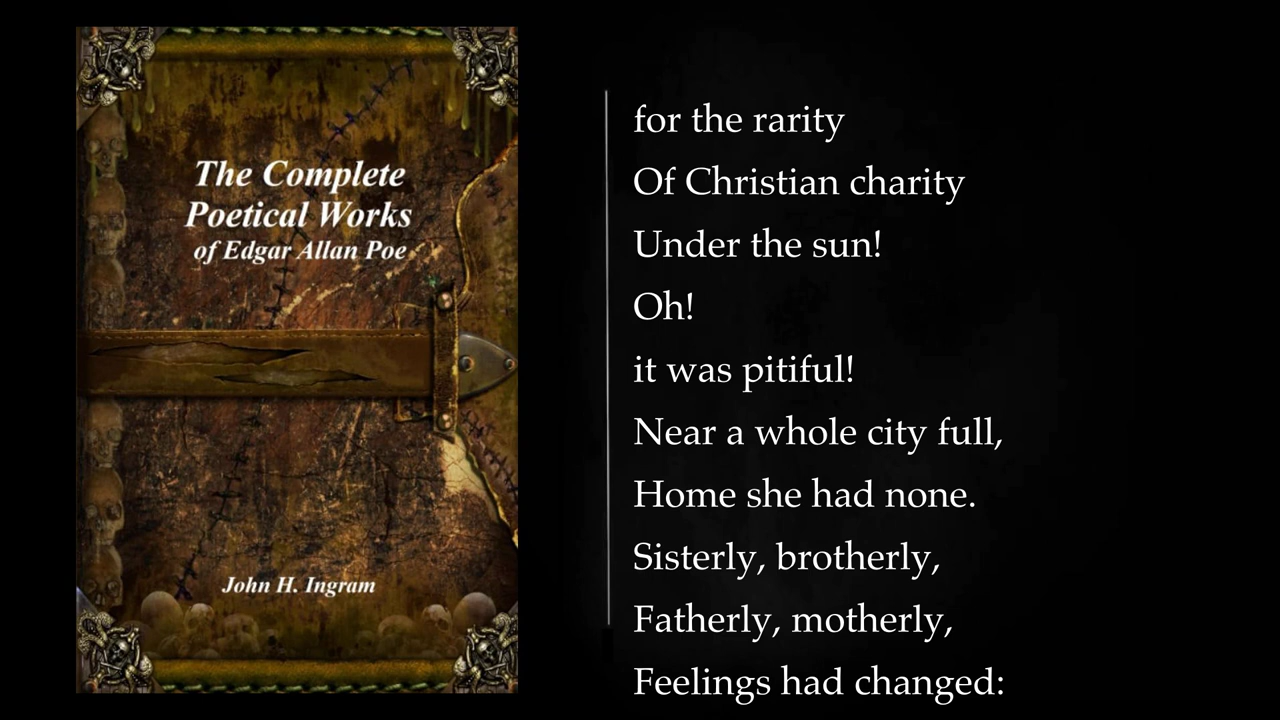 The Complete
Poetical Works
of Edgar Allan Poe
John H. Ingram
for the rarity
Of Christian charity
Under the sun!
Oh!
it was pitiful!
Near a whole city full,
Home she had none.
Sisterly, brotherly,
Fatherly, motherly,
Feelings had changed: